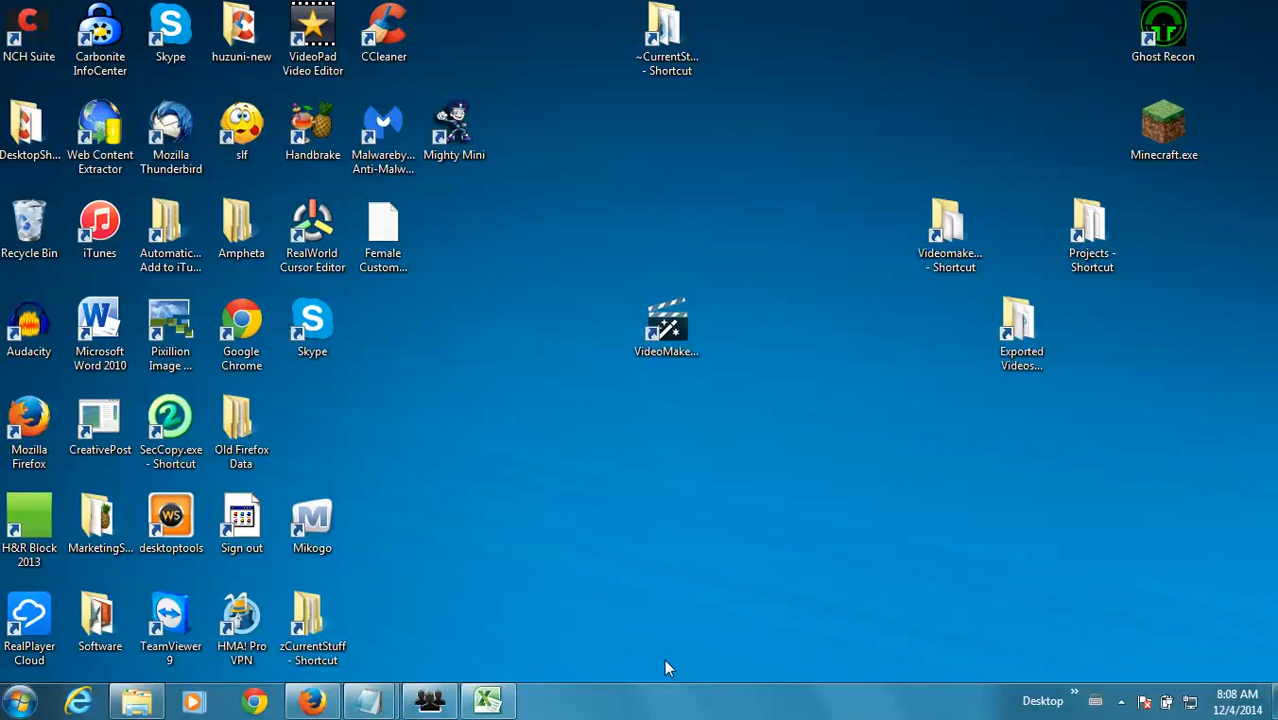 NCH Suite
Carbonite
InfoCenter
Skype
huzuni-new
VideoPad
Video Editor
CCleaner
~CurrentSt...
- Shortcut
Ghost Recon
DesktopSh...
Web Content
Extractor
Mozilla
Thunderbird
slf
Handbrake
Malwareby...
Anti-Malw...
Mighty Mini
Minecraft.exe
Recycle Bin
iTunes
Automatic...
Add to iTu...
Ampheta
RealWorld
Cursor Editor
Female
Custom...
Videomake...
- Shortcut
Projects -
Shortcut
Audacity
Microsoft
Word 2010
Pixillion
Image ...
Google
Chrome
Skype
VideoMake...
Exported
Videos...
Mozilla
Firefox
CreativePost
SecCopy.exe
- Shortcut
Old Firefox
Data
H&R Block
2013
MarketingS...
WS
desktoptools
Sign out
Mikogo
RealPlayer
Cloud
Software
TeamViewer
9
HMA! Pro
VPN
zCurrentStuff
- Shortcut
Desktop
8:08 AM
12/4/2014